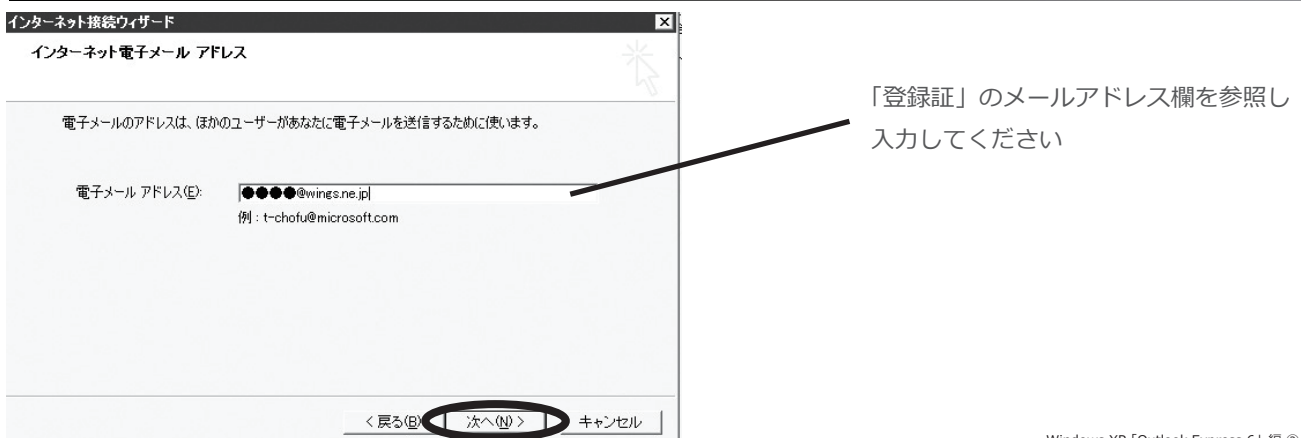 インターネット接続ウィザード
インターネット電子メール アドレス
電子メールのアドレスは、ほかのユーザーがあなたに電子メールを送信するために使います。
電子メール アドレス(E):
●●●●@wings.ne.jp
例：t-chofu@microsoft.com
「登録証」のメールアドレス欄を参照し
入力してください
< 戻る(B)
次へ(N) >
キャンセル